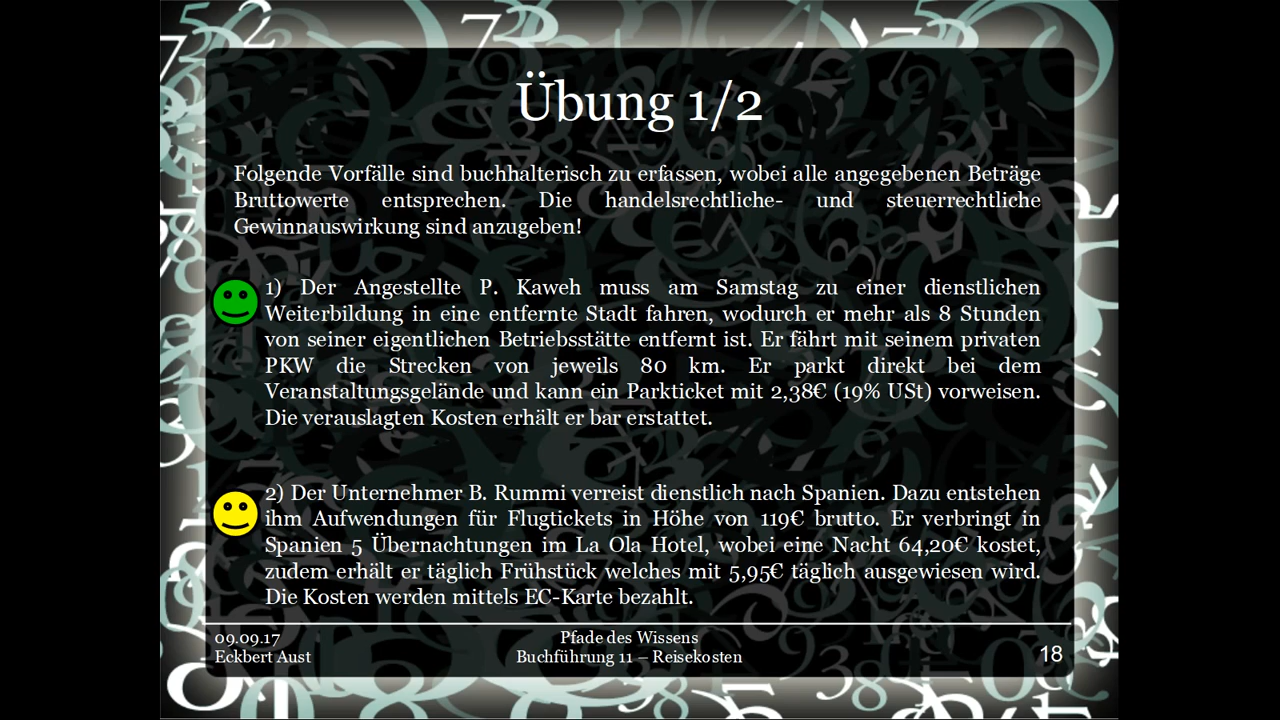 Übung 1/2
Folgende Vorfälle sind buchhalterisch zu erfassen, wobei alle angegebenen Beträge
Bruttowerte entsprechen. Die handelsrechtliche- und steuerrechtliche
Gewinnauswirkung sind anzugeben!
1) Der Angestellte P. Kaweh muss am Samstag zu einer dienstlichen
Weiterbildung in eine entfernte Stadt fahren, wodurch er mehr als 8 Stunden
von seiner eigentlichen Betriebsstätte entfernt ist. Er fährt mit seinem privaten
PKW die Strecken von jeweils 80 km. Er parkt direkt bei dem
Veranstaltungsgelände und kann ein Parkticket mit 2,38€ (19% USt) vorweisen.
Die verauslagten Kosten erhält er bar erstattet.
2) Der Unternehmer B. Rummi verreist dienstlich nach Spanien. Dazu entstehen
ihm Aufwendungen für Flugtickets in Höhe von 119€ brutto. Er verbringt in
Spanien 5 Übernachtungen im La Ola Hotel, wobei eine Nacht 64,20€ kostet,
zudem erhält er täglich Frühstück welches mit 5,95€ täglich ausgewiesen wird.
Die Kosten werden mittels EC-Karte bezahlt.
09.09.17
Eckbert Aust
Pfade des Wissens
Buchführung 11 – Reisekosten
18